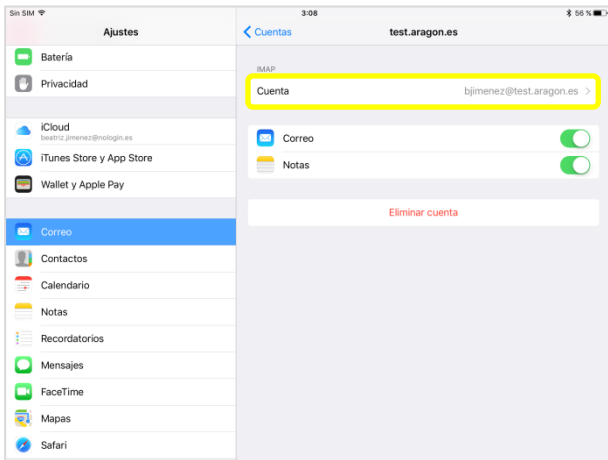 Sin SIM
3:08
56 %
Ajustes
Cuentas
test.aragon.es
Batería
Privacidad
iCloud
beatriz.jimenez@nologin.es
iTunes Store y App Store
Wallet y Apple Pay
Correo
Contactos
Calendario
Notas
Recordatorios
Mensajes
FaceTime
Mapas
Safari
IMAP
Cuenta
bjimenez@test.aragon.es
Correo
Notas
Eliminar cuenta